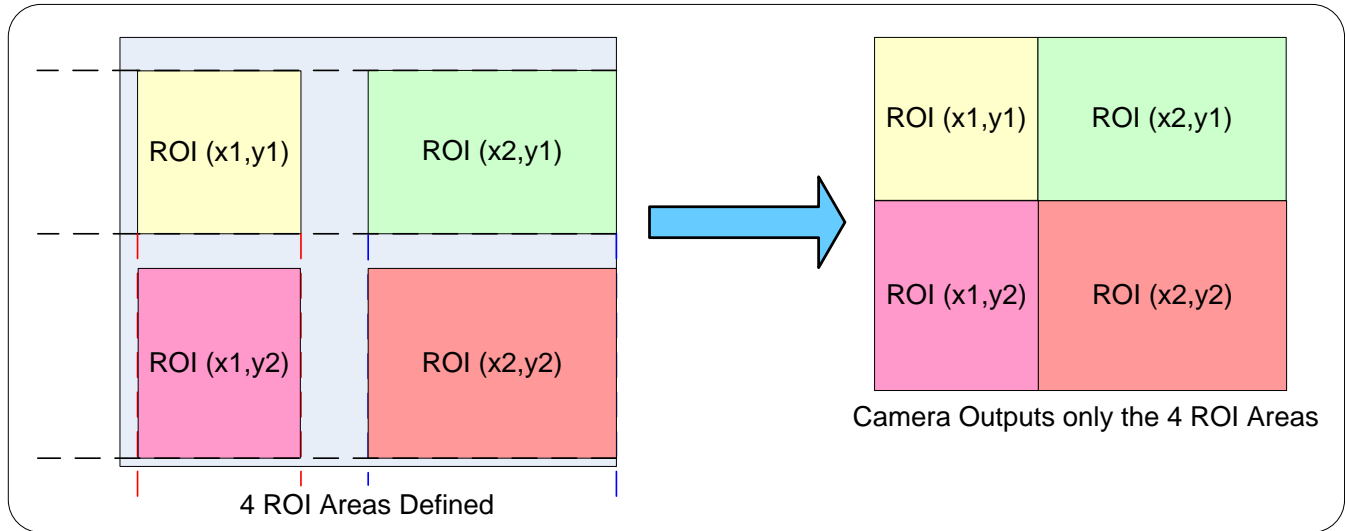 ROI (x1,y1)
ROI (x2,y1)
ROI (x1,y2)
ROI (x2,y2)
4 ROI Areas Defined
ROI (x1,y1)
ROI (x2,y1)
ROI (x1,y2)
ROI (x2,y2)
Camera Outputs only the 4 ROI Areas